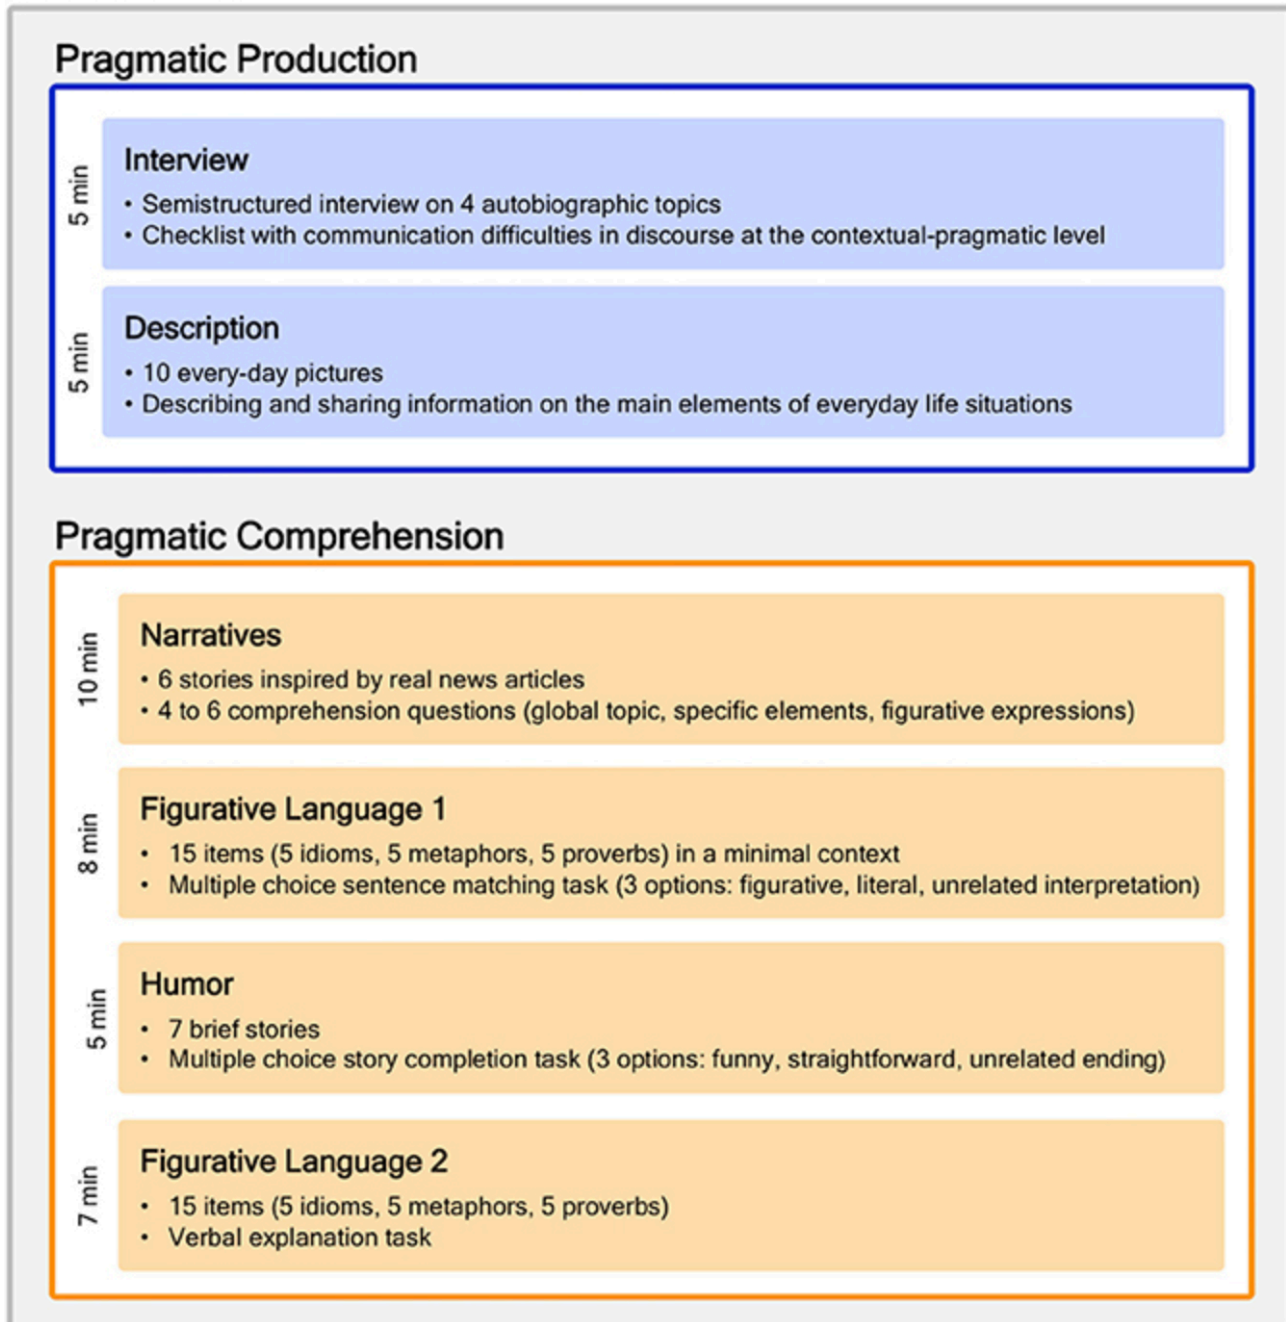 Pragmatic Production
5 min
Interview
• Semistructured interview on 4 autobiographic topics
• Checklist with communication difficulties in discourse at the contextual-pragmatic level
5 min
Description
• 10 every-day pictures
• Describing and sharing information on the main elements of everyday life situations
Pragmatic Comprehension
10 min
Narratives
• 6 stories inspired by real news articles
• 4 to 6 comprehension questions (global topic, specific elements, figurative expressions)
8 min
Figurative Language 1
• 15 items (5 idioms, 5 metaphors, 5 proverbs) in a minimal context
• Multiple choice sentence matching task (3 options: figurative, literal, unrelated interpretation)
5 min
Humor
• 7 brief stories
• Multiple choice story completion task (3 options: funny, straightforward, unrelated ending)
7 min
Figurative Language 2
• 15 items (5 idioms, 5 metaphors, 5 proverbs)
• Verbal explanation task